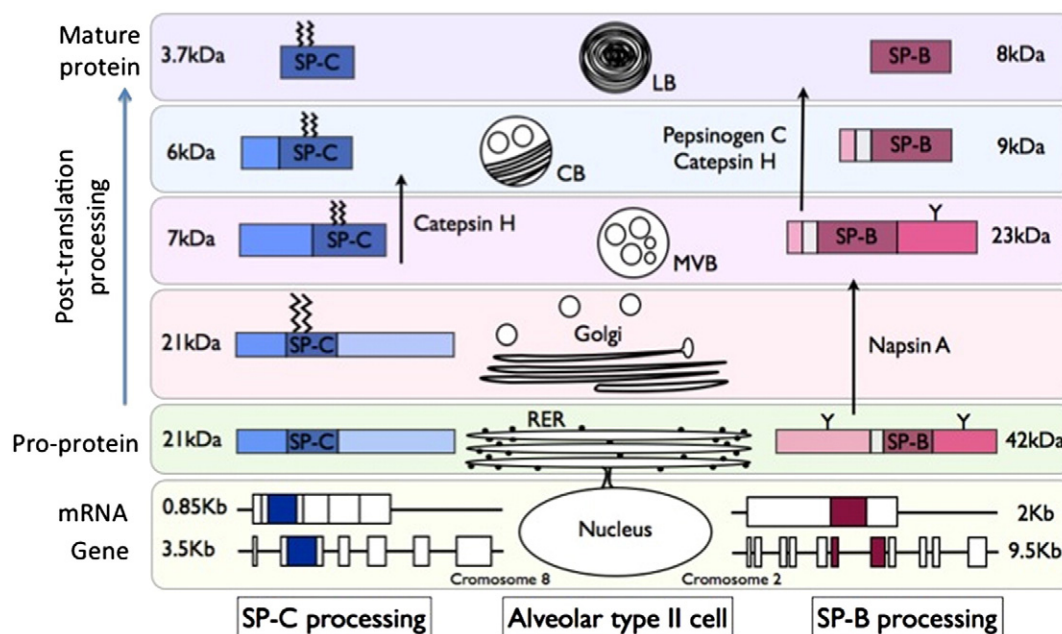 Mature
protein
3.7kDa
SP-C
LB
SP-B
8kDa
6kDa
SP-C
CB
Pepsinogen C
Catepsin H
SP-B
9kDa
Post-translation
processing
7kDa
SP-C
Catepsin H
MVB
SP-B
Y
23kDa
21kDa
SP-C
Golgi
Napsin A
Pro-protein
21kDa
SP-C
RER
Y
Y
SP-B
42kDa
mRNA
0.85Kb
Nucleus
2Kb
Gene
3.5Kb
9.5Kb
Cromosome 8
Cromosome 2
SP-C processing
Alveolar type II cell
SP-B processing